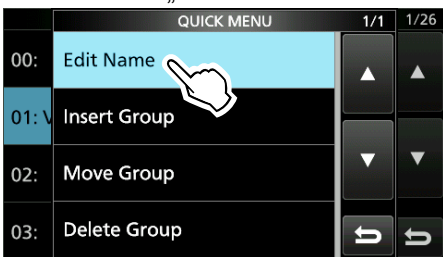 „
QUICK MENU 1/1 1/26
00: Edit Name
01: V Insert Group
02: Move Group
03: Delete Group